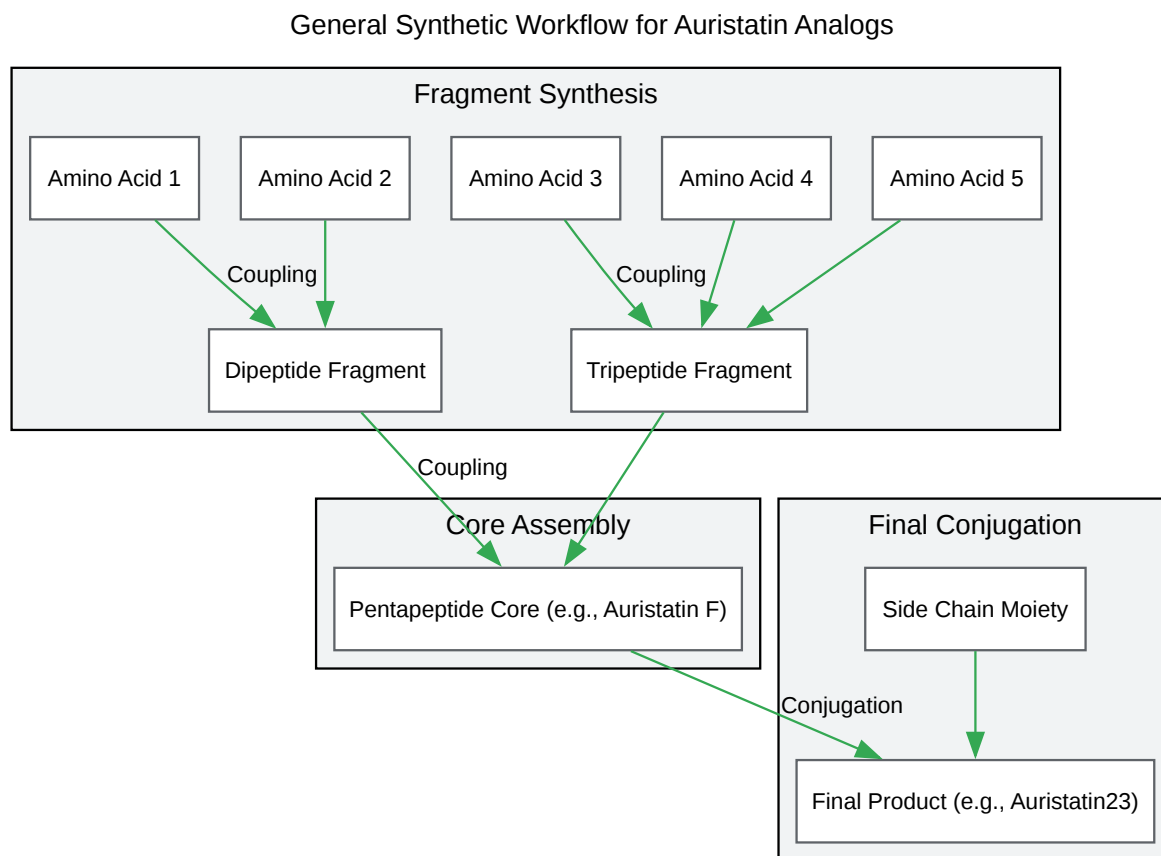 General Synthetic Workflow for Auristatin Analogs
Fragment Synthesis
Amino Acid 1
Amino Acid 2
Amino Acid 3
Amino Acid 4
Amino Acid 5
Coupling
Coupling
Dipeptide Fragment
Tripeptide Fragment
Coupling
Core Assembly
Final Conjugation
Pentapeptide Core (e.g., Auristatin F)
Side Chain Moiety
Conjugation
Final Product (e.g., Auristatin23)